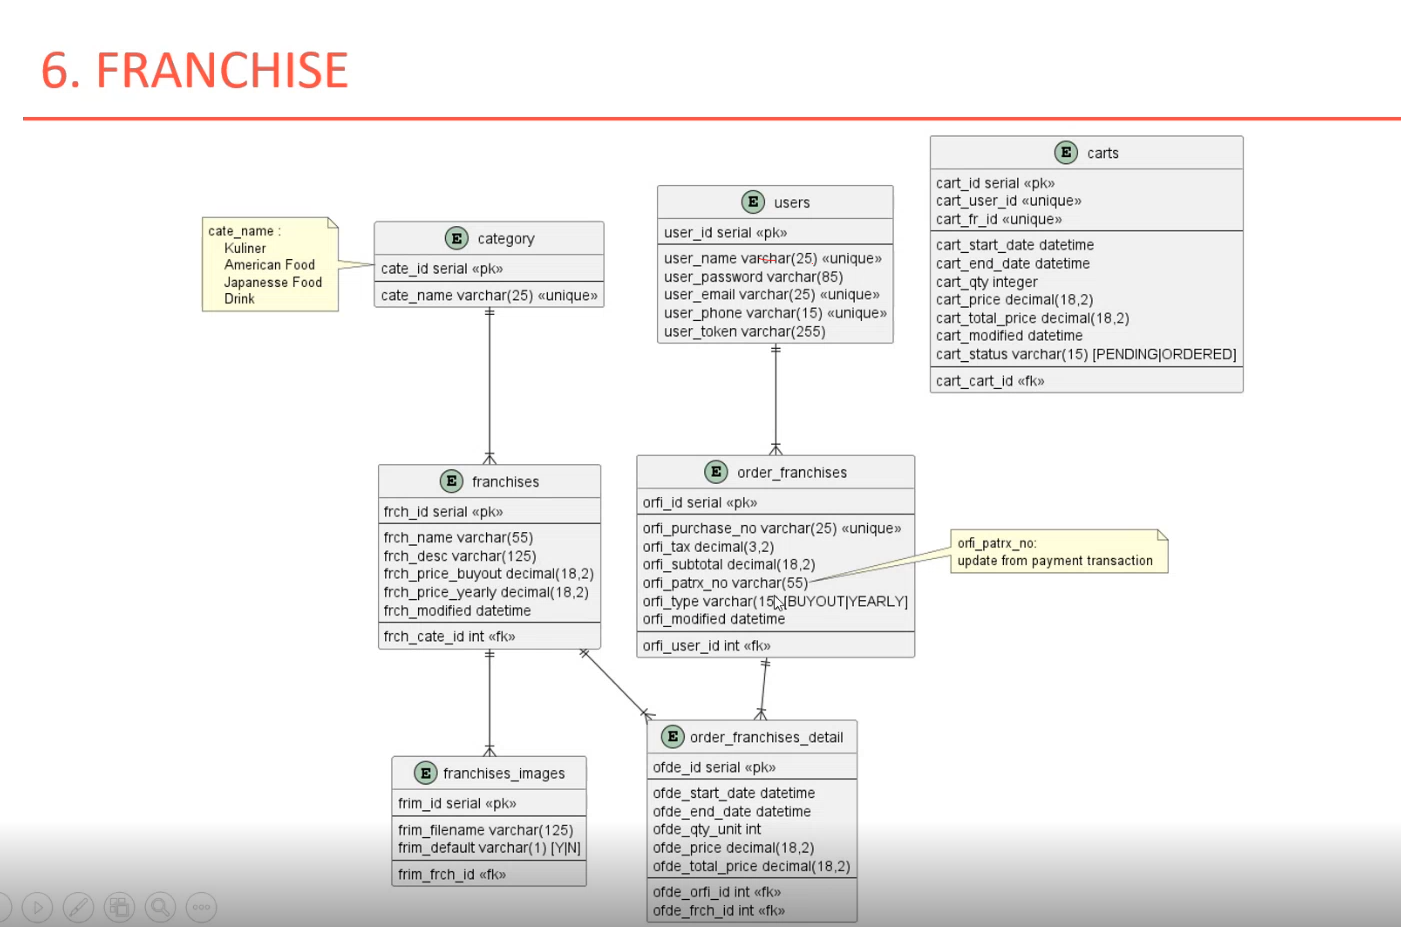 6. FRANCHISE
cate_name :
Kuliner
American Food
Japanesse Food
Drink
E category
cate_id serial «pk»
cate_name varchar(25) «unique»
E users
user_id serial «pk»
user_name varchar(25) «unique»
user_password varchar(85)
user_email varchar(25) «unique»
user_phone varchar(15) «unique»
user_token varchar(255)
E carts
cart_id serial «pk»
cart_user_id «unique»
cart_fr_id «unique»
cart_start_date datetime
cart_end_date datetime
cart_qty integer
cart_price decimal(18,2)
cart_total_price decimal(18,2)
cart_modified datetime
cart_status varchar(15) [PENDING|ORDERED]
cart_cart_id «fk»
E franchises
frch_id serial «pk»
frch_name varchar(55)
frch_desc varchar(125)
frch_price_buyout decimal(18,2)
frch_price_yearly decimal(18,2)
frch_modified datetime
frch_cate_id int «fk»
E order_franchises
orfi_id serial «pk»
orfi_purchase_no varchar(25) «unique»
orfi_tax decimal(3,2)
orfi_subtotal decimal(18,2)
orfi_patrx_no varchar(55)
orfi_type varchar(15) [BUYOUT|YEARLY]
orfi_modified datetime
orfi_user_id int «fk»
orfi_patrx_no:
update from payment transaction
E franchises_images
frim_id serial «pk»
frim_filename varchar(125)
frim_default varchar(1) [Y|N]
frim_frch_id «fk»
E order_franchises_detail
ofde_id serial «pk»
ofde_start_date datetime
ofde_end_date datetime
ofde_qty_unit int
ofde_price decimal(18,2)
ofde_total_price decimal(18,2)
ofde_orfi_id int «fk»
ofde_frch_id int «fk»